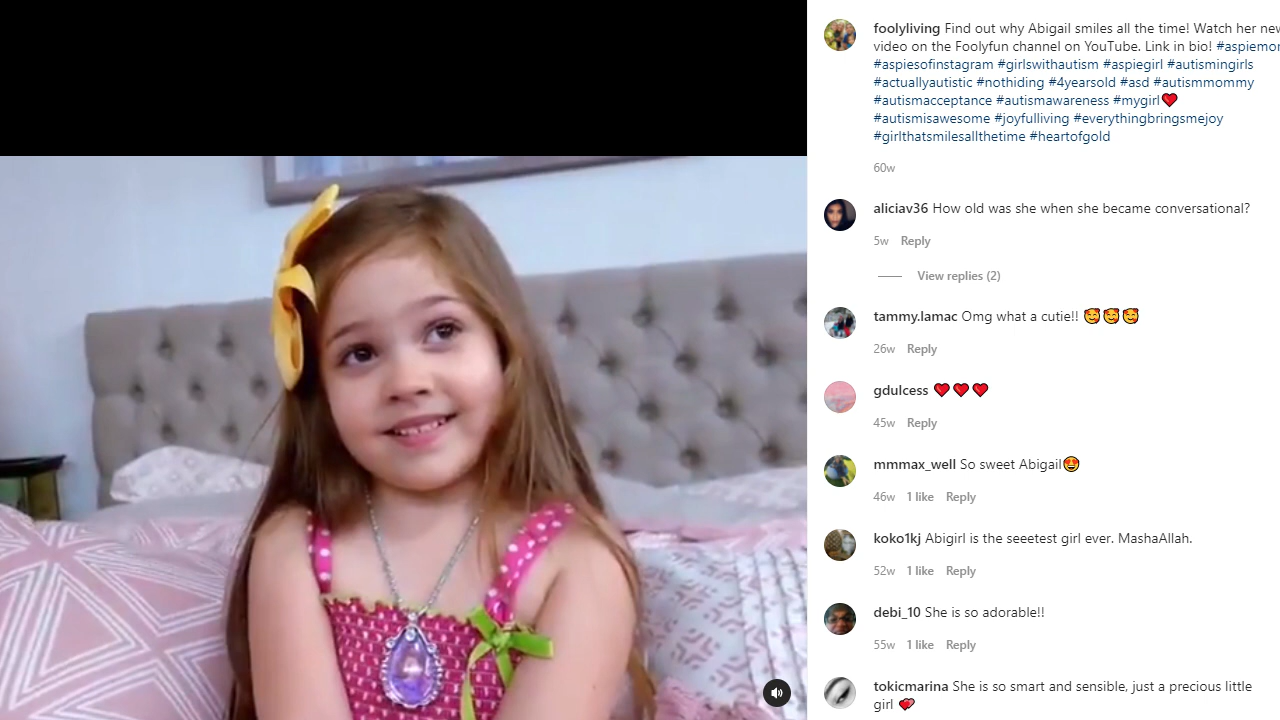 foolyliving Find out why Abigail smiles all the time! Watch her new
video on the Foolyfun channel on YouTube. Link in bio! #aspiemom
#aspiesofinstagram #girlswithautism #aspiegirl #autismingirls
#actuallyautistic #nothiding #4yearsold #asd #autismmommy
#autismacceptance #autismawareness #mygirl❤️
#autismisawesome #joyfulliving #everythingbringsmejoy
#girlthatsmilesallthetime #heartofgold
60w
aliciav36 How old was she when she became conversational?
5w Reply
View replies (2)
tammy.lamac Omg what a cutie!! 🥰🥰🥰
26w Reply
gdulcess ❤️❤️❤️
45w Reply
mmmax_well So sweet Abigail😍
46w 1 like Reply
koko1kj Abigirl is the seeetest girl ever. MashaAllah.
52w 1 like Reply
debi_10 She is so adorable!!
55w 1 like Reply
tokicmarina She is so smart and sensible, just a precious little
girl 💕